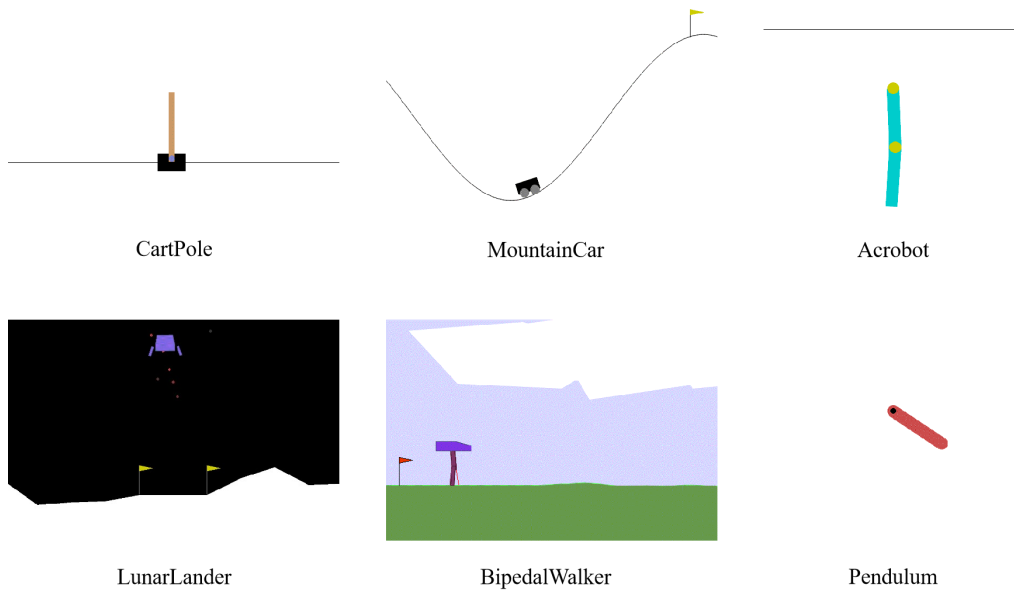 CartPole
MountainCar
Acrobot
LunarLander
BipedalWalker
Pendulum